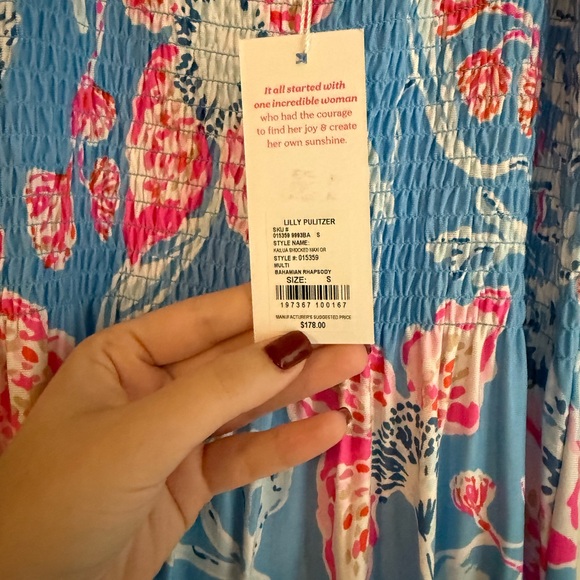 It all started with
one incredible woman
who had the courage
to find her joy & create
her own sunshine.
LILLY PULITZER
SKU #
015359 9993BA S
STYLE NAME:
KAILUA SMOCKED MAXI DR
STYLE #: 015359
MULTI
BAHAMIAN RHAPSODY
SIZE: S
197367 100167
MANUFACTURER'S SUGGESTED PRICE
$178.00